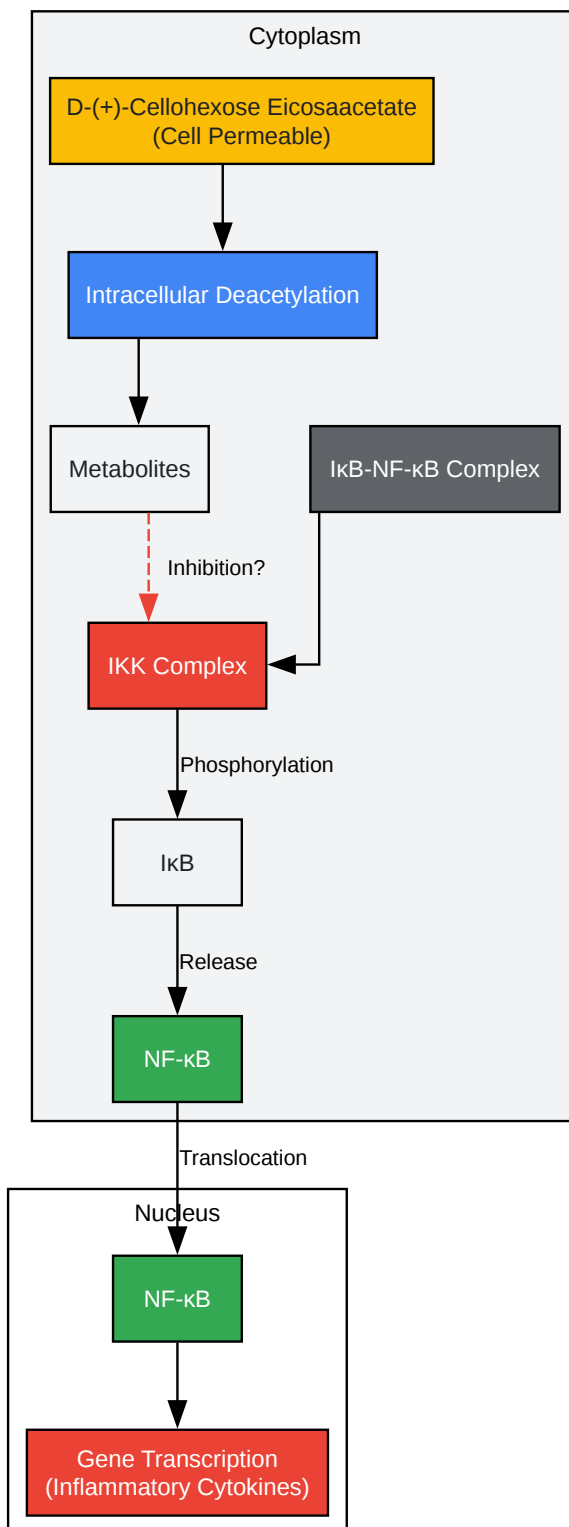 Cytoplasm
D-(+)-Cellohexose Eicosaacetate
(Cell Permeable)
Intracellular Deacetylation
Metabolites
IκB-NF-κB Complex
Inhibition?
IKK Complex
Phosphorylation
IκB
Release
NF-κB
Translocation
Nucleus
NF-κB
Gene Transcription
(Inflammatory Cytokines)